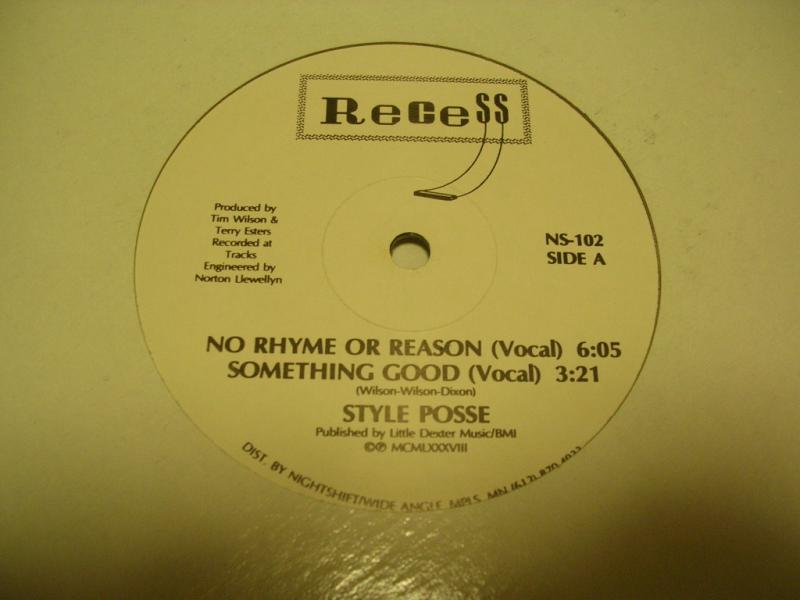 ReCeSS
Produced by
Tim Wilson &
Terry Esters
Recorded at
Tracks
Engineered by
Norton Llewellyn
NS-102
SIDE A
NO RHYME OR REASON (Vocal) 6:05
SOMETHING GOOD (Vocal) 3:21
(Wilson-Wilson-Dixon)
STYLE POSSE
Published by Little Dexter Music/BMI
©℗ MCMLXXXVIII
DIST. BY NIGHTSHIFT/WIDE ANGLE, MPLS. MN (612)